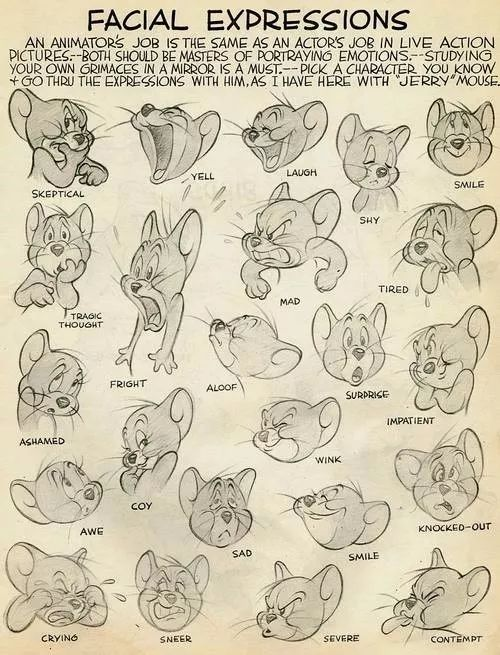 FACIAL EXPRESSIONS
AN ANIMATOR'S JOB IS THE SAME AS AN ACTOR'S JOB IN LIVE ACTION
PICTURES.--BOTH SHOULD BE MASTERS OF PORTRAYING EMOTIONS.--STUDYING
YOUR OWN GRIMACES IN A MIRROR IS A MUST.--PICK A CHARACTER YOU KNOW
+ GO THRU THE EXPRESSIONS WITH HIM, AS I HAVE HERE WITH "JERRY" MOUSE.
SKEPTICAL
YELL
LAUGH
SHY
SMILE
TRAGIC
THOUGHT
FRIGHT
MAD
TIRED
ALOOF
SURPRISE
IMPATIENT
ASHAMED
COY
WINK
AWE
SAD
SMILE
KNOCKED-OUT
CRYING
SNEER
SEVERE
CONTEMPT